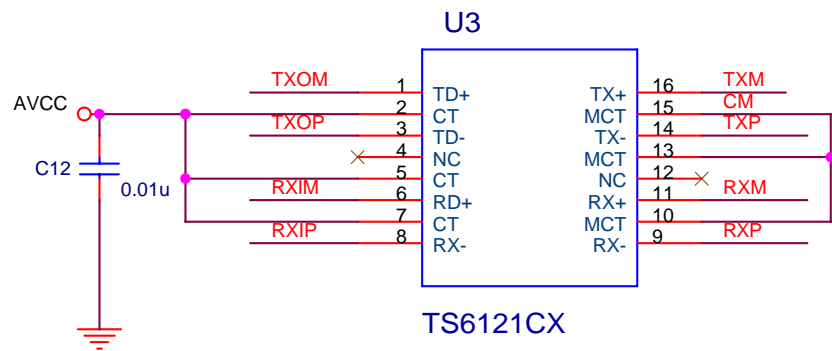 U3
TXOM 1 TD+ TX+ 16 TXM
AVCC 2 CT MCT 15 CM
TXOP 3 TD- TX- 14 TXP
4 NC MCT 13
C12 5 CT NC 12
0.01u
RXIM 6 RD+ RX+ 11 RXM
7 CT MCT 10
RXIP 8 RX- RX- 9 RXP
TS6121CX